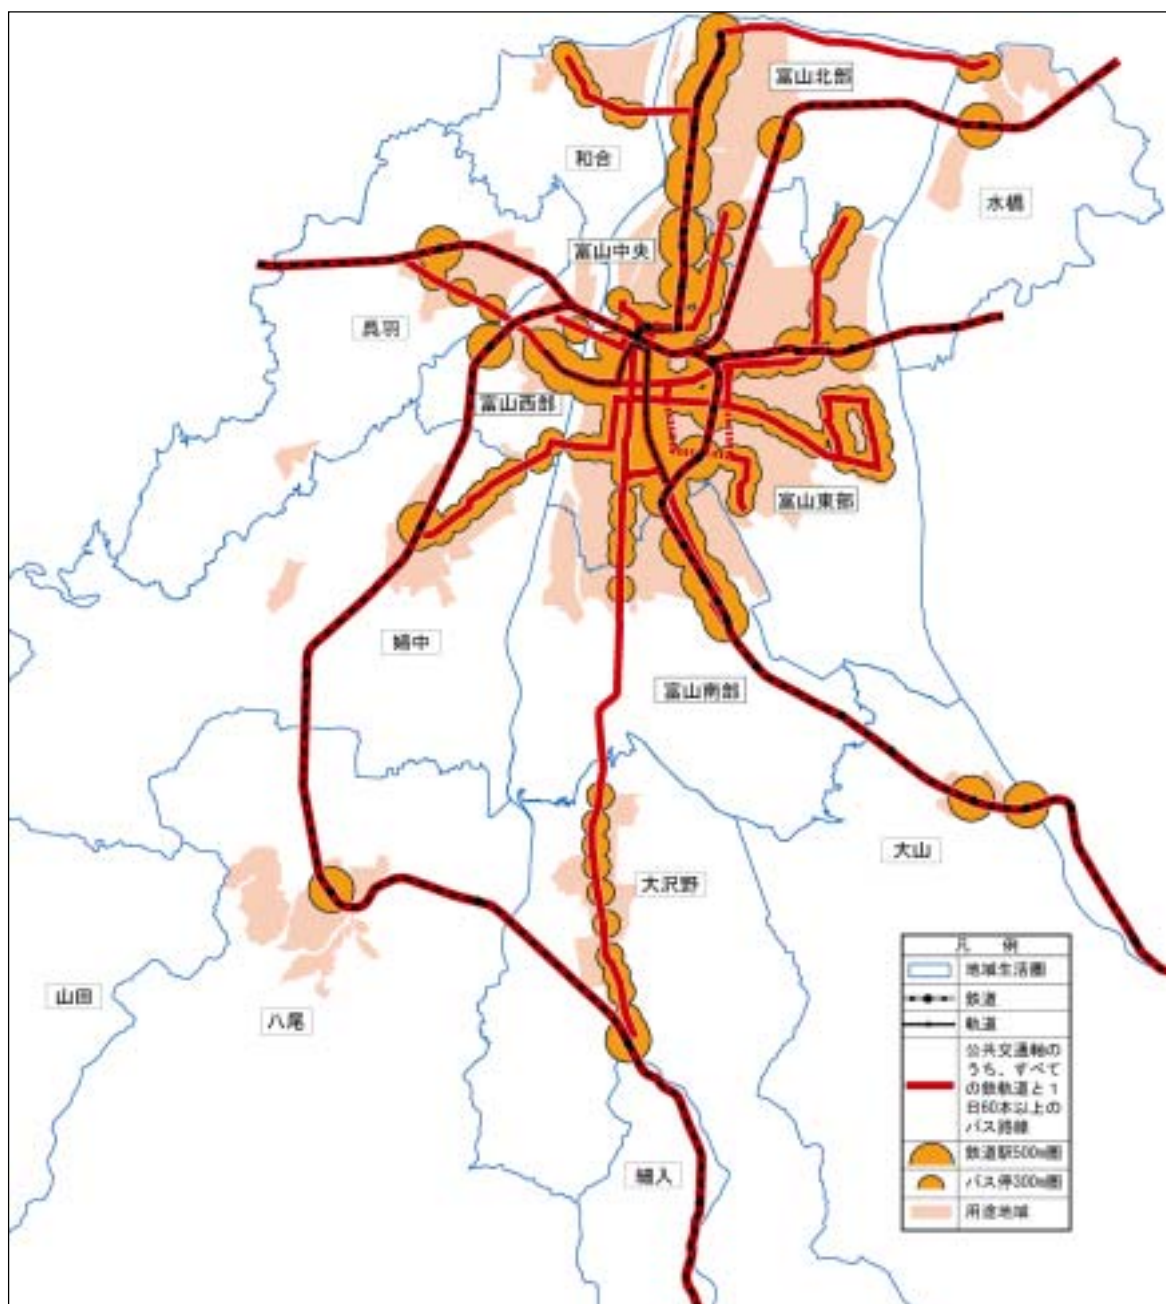 富山北部
和合
水橋
富山中央
呉羽
富山西部
富山東部
婦中
富山南部
大山
大沢野
山田
八尾
細入
凡 例
地域生活圏
鉄道
軌道
公共交通軸の
うち、すべて
の鉄軌道と1
日60本以上の
バス路線
鉄道駅500m圏
バス停300m圏
用途地域